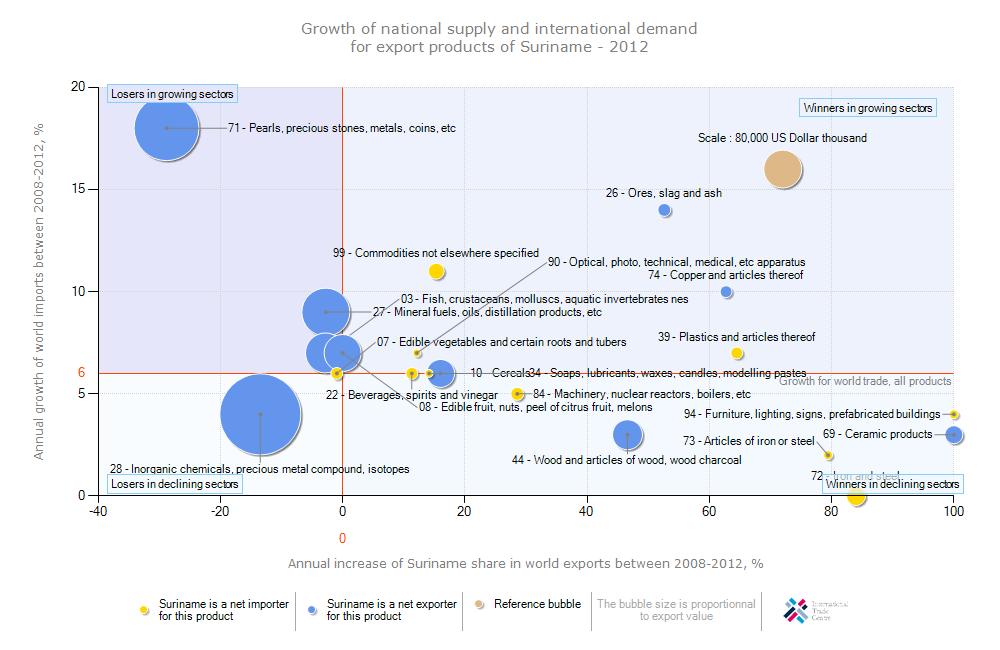 Growth of national supply and international demand
for export products of Suriname - 2012
Annual growth of world imports between 2008-2012, %
20
15
10
6
5
0
Losers in growing sectors
Winners in growing sectors
71 - Pearls, precious stones, metals, coins, etc
Scale : 80,000 US Dollar thousand
26 - Ores, slag and ash
99 - Commodities not elsewhere specified
90 - Optical, photo, technical, medical, etc apparatus
74 - Copper and articles thereof
03 - Fish, crustaceans, molluscs, aquatic invertebrates nes
27 - Mineral fuels, oils, distillation products, etc
39 - Plastics and articles thereof
07 - Edible vegetables and certain roots and tubers
10 - Cereals
34 - Soaps, lubricants, waxes, candles, modelling pastes
Growth for world trade, all products
22 - Beverages, spirits and vinegar
84 - Machinery, nuclear reactors, boilers, etc
08 - Edible fruit, nuts, peel of citrus fruit, melons
94 - Furniture, lighting, signs, prefabricated buildings
69 - Ceramic products
73 - Articles of iron or steel
44 - Wood and articles of wood, wood charcoal
28 - Inorganic chemicals, precious metal compound, isotopes
72 - Iron and steel
Losers in declining sectors
Winners in declining sectors
-40
-20
0
20
40
60
80
100
0
Annual increase of Suriname share in world exports between 2008-2012, %
Suriname is a net importer
for this product
Suriname is a net exporter
for this product
Reference bubble
The bubble size is proportionnal
to export value
International
Trade
Centre